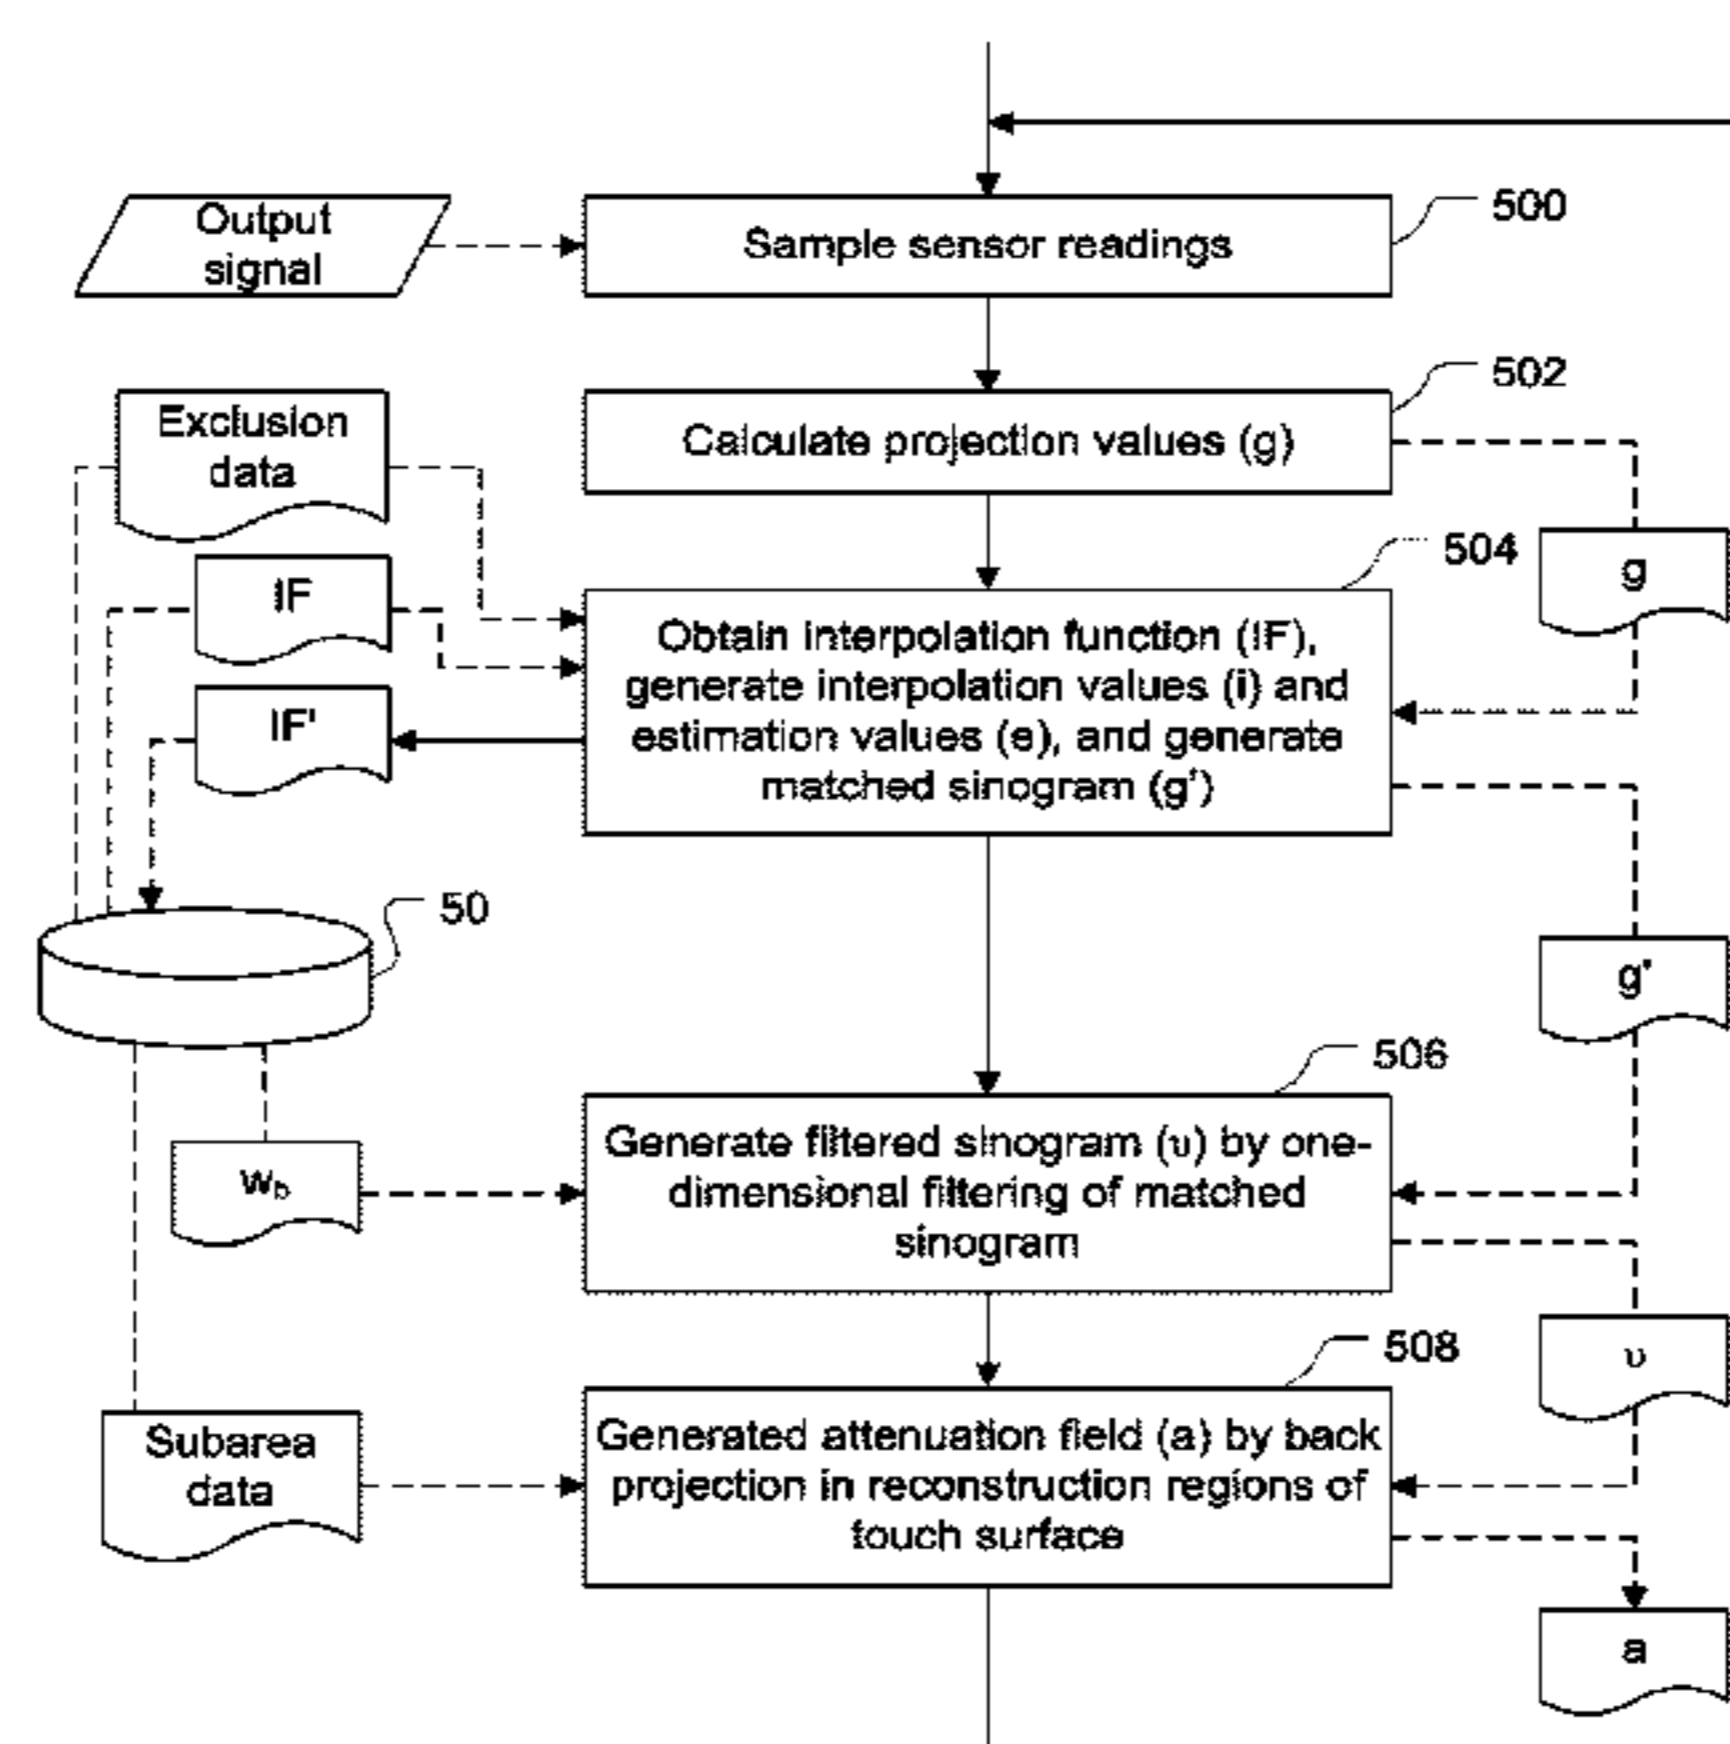 Output
signal
Sample sensor readings
500
Exclusion
data
Calculate projection values (g)
502
g
IF
IF'
Obtain interpolation function (IF),
generate interpolation values (i) and
estimation values (e), and generate
matched sinogram (g')
504
50
g'
w_b
Generate filtered sinogram (υ) by one-
dimensional filtering of matched
sinogram
506
υ
Subarea
data
Generated attenuation field (a) by back
projection in reconstruction regions of
touch surface
508
a